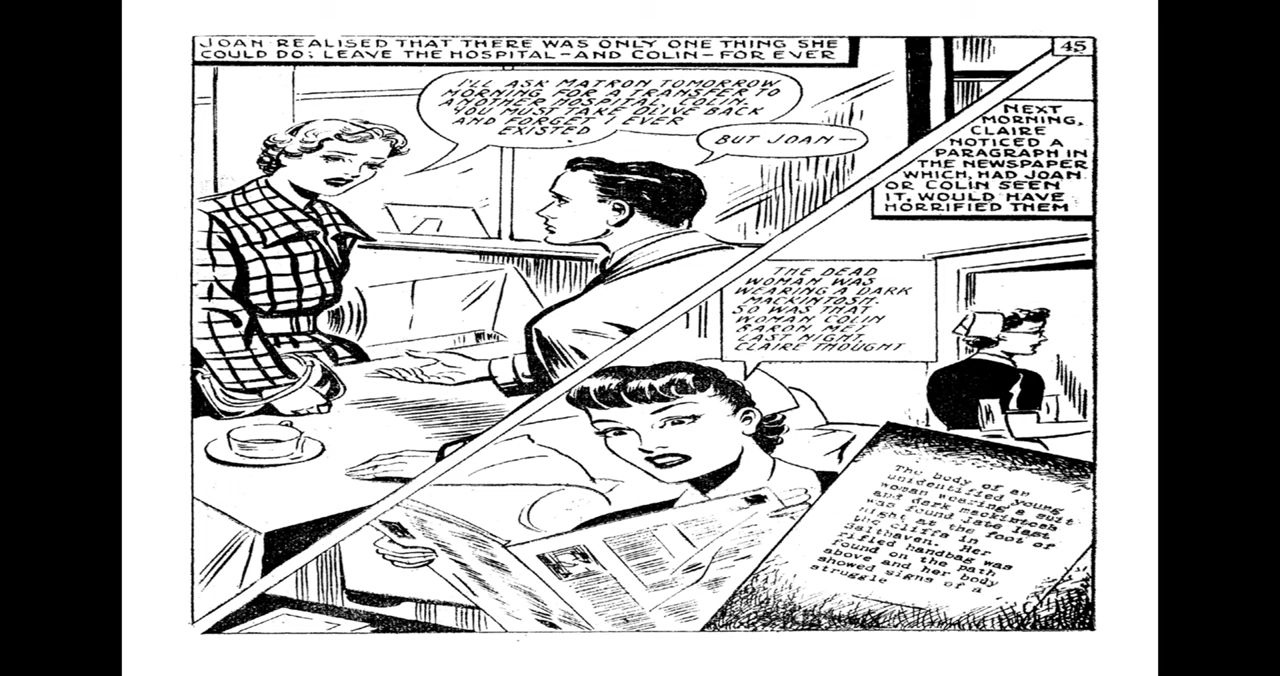 JOAN REALISED THAT THERE WAS ONLY ONE THING SHE
COULD DO; LEAVE THE HOSPITAL-AND COLIN-FOR EVER
45
I'LL ASK MATRON TOMORROW
MORNING FOR A TRANSFER TO
ANOTHER HOSPITAL, COLIN.
YOU MUST TAKE OLIVE BACK
AND FORGET I EVER
EXISTED
BUT JOAN—
NEXT
MORNING,
CLAIRE
NOTICED A
PARAGRAPH IN
THE NEWSPAPER
WHICH, HAD JOAN
OR COLIN SEEN
IT, WOULD HAVE
HORRIFIED THEM
THE DEAD
WOMAN WAS
WEARING A DARK
MACKINTOSH.
SO WAS THAT
WOMAN COLIN
BARON MET
LAST NIGHT,
CLAIRE THOUGHT
The body of an
unidentified young
woman wearing a suit
and dark mackintosh
was found late last
night at the foot of
the cliffs in
Salthaven. Her
rifled handbag was
found on the path
above and her body
showed signs of a
struggle